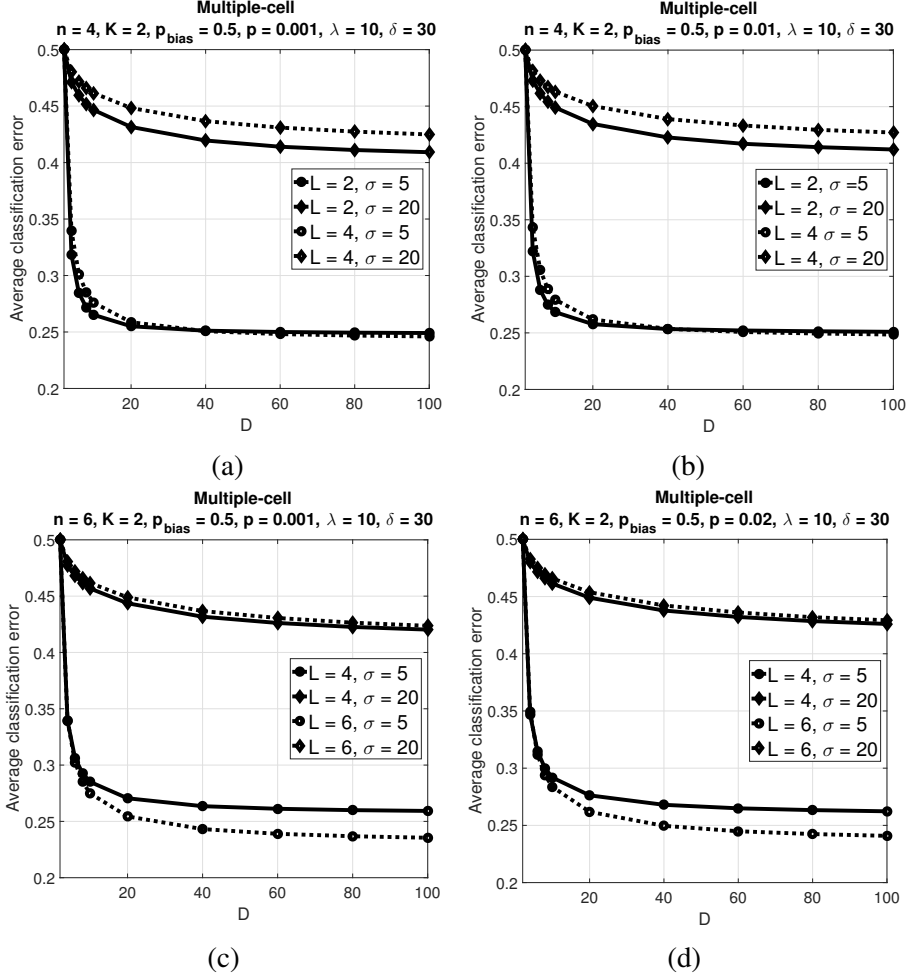 Multiple-cell
n = 4, K = 2, p_bias = 0.5, p = 0.001, λ = 10, δ = 30
0.5
0.45
0.4
0.35
0.3
0.25
0.2
Average classification error
L = 2, σ = 5
L = 2, σ = 20
L = 4, σ = 5
L = 4, σ = 20
20 40 60 80 100
D
(a)
Multiple-cell
n = 4, K = 2, p_bias = 0.5, p = 0.01, λ = 10, δ = 30
0.5
0.45
0.4
0.35
0.3
0.25
0.2
Average classification error
L = 2, σ =5
L = 2, σ = 20
L = 4 σ = 5
L = 4, σ = 20
20 40 60 80 100
D
(b)
Multiple-cell
n = 6, K = 2, p_bias = 0.5, p = 0.001, λ = 10, δ = 30
0.5
0.45
0.4
0.35
0.3
0.25
0.2
Average classification error
L = 4, σ = 5
L = 4, σ = 20
L = 6, σ = 5
L = 6, σ = 20
20 40 60 80 100
D
(c)
Multiple-cell
n = 6, K = 2, p_bias = 0.5, p = 0.02, λ = 10, δ = 30
0.5
0.45
0.4
0.35
0.3
0.25
0.2
Average classification error
L = 4, σ = 5
L = 4, σ = 20
L = 6, σ = 5
L = 6, σ = 20
20 40 60 80 100
D
(d)